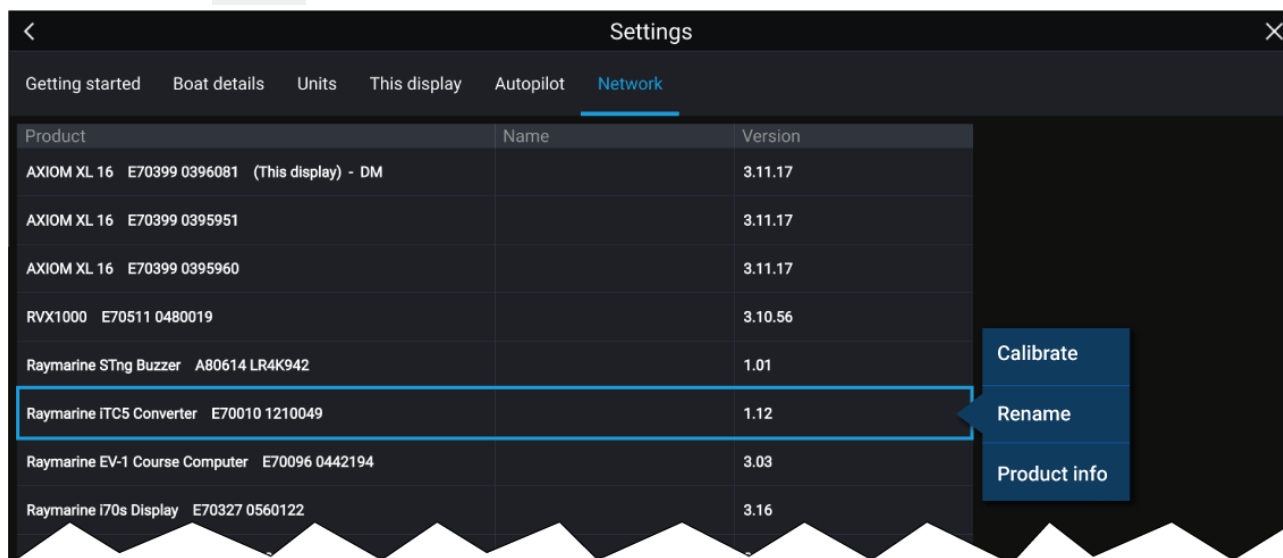 Settings
Getting started Boat details Units This display Autopilot Network
Product Name Version
AXIOM XL 16 E70399 0396081 (This display) - DM 3.11.17
AXIOM XL 16 E70399 0395951 3.11.17
AXIOM XL 16 E70399 0395960 3.11.17
RVX1000 E70511 0480019 3.10.56
Calibrate
Raymarine STng Buzzer A80614 LR4K942 1.01
Raymarine iTC5 Converter E70010 1210049 1.12 Rename
Raymarine EV-1 Course Computer E70096 0442194 3.03
Product info
Raymarine i70s Display E70327 0560122 3.16